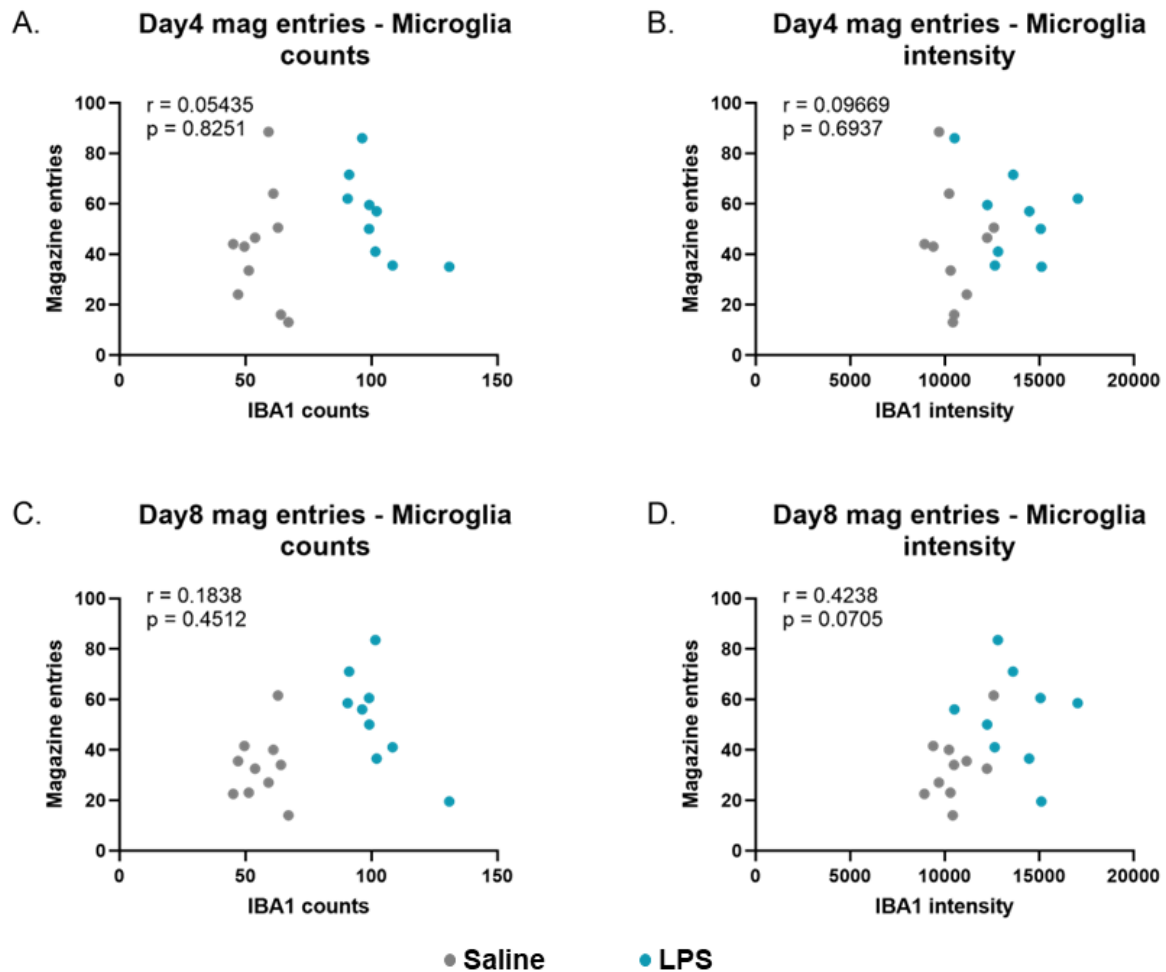 A.
Day4 mag entries - Microglia
counts
r = 0.05435
p = 0.8251
Magazine entries
100
80
60
40
20
0
0 50 100 150
IBA1 counts
B.
Day4 mag entries - Microglia
intensity
r = 0.09669
p = 0.6937
Magazine entries
100
80
60
40
20
0
0 5000 10000 15000 20000
IBA1 intensity
C.
Day8 mag entries - Microglia
counts
r = 0.1838
p = 0.4512
Magazine entries
100
80
60
40
20
0
0 50 100 150
IBA1 counts
D.
Day8 mag entries - Microglia
intensity
r = 0.4238
p = 0.0705
Magazine entries
100
80
60
40
20
0
0 5000 10000 15000 20000
IBA1 intensity
Saline LPS